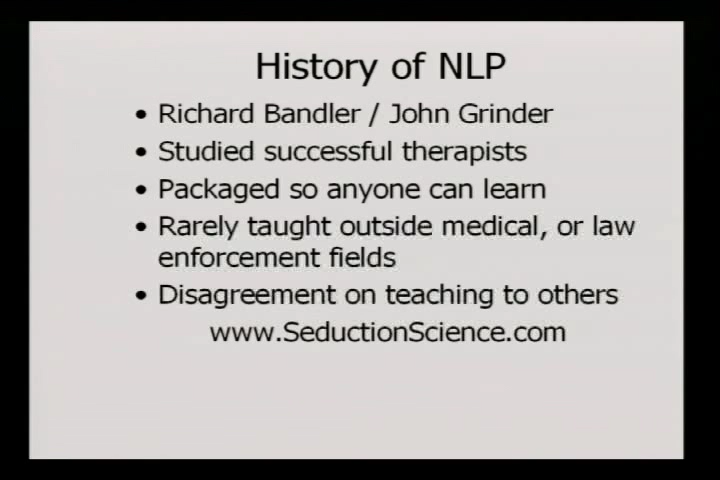 History of NLP
• Richard Bandler / John Grinder
• Studied successful therapists
• Packaged so anyone can learn
• Rarely taught outside medical, or law
enforcement fields
• Disagreement on teaching to others
www.SeductionScience.com